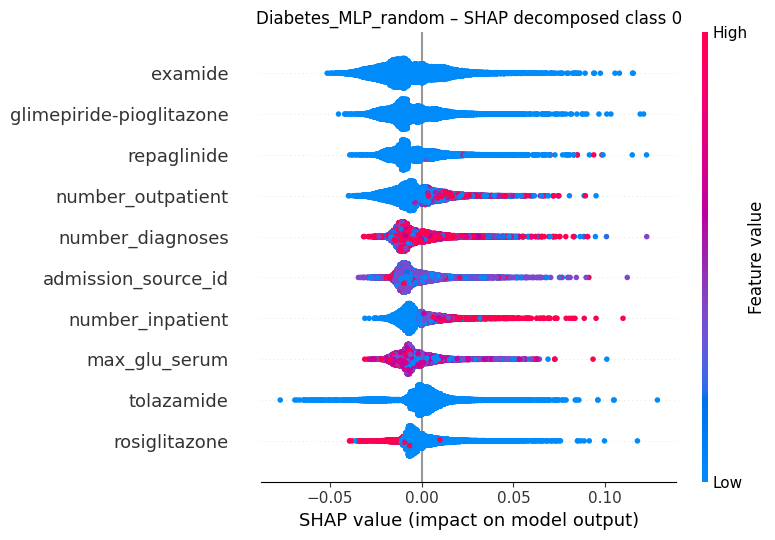 Diabetes_MLP_random – SHAP decomposed class 0
High
examide
glimepiride-pioglitazone
repaglinide
number_outpatient
number_diagnoses
admission_source_id
number_inpatient
max_glu_serum
tolazamide
rosiglitazone
Feature value
Low
−0.05 0.00 0.05 0.10
SHAP value (impact on model output)